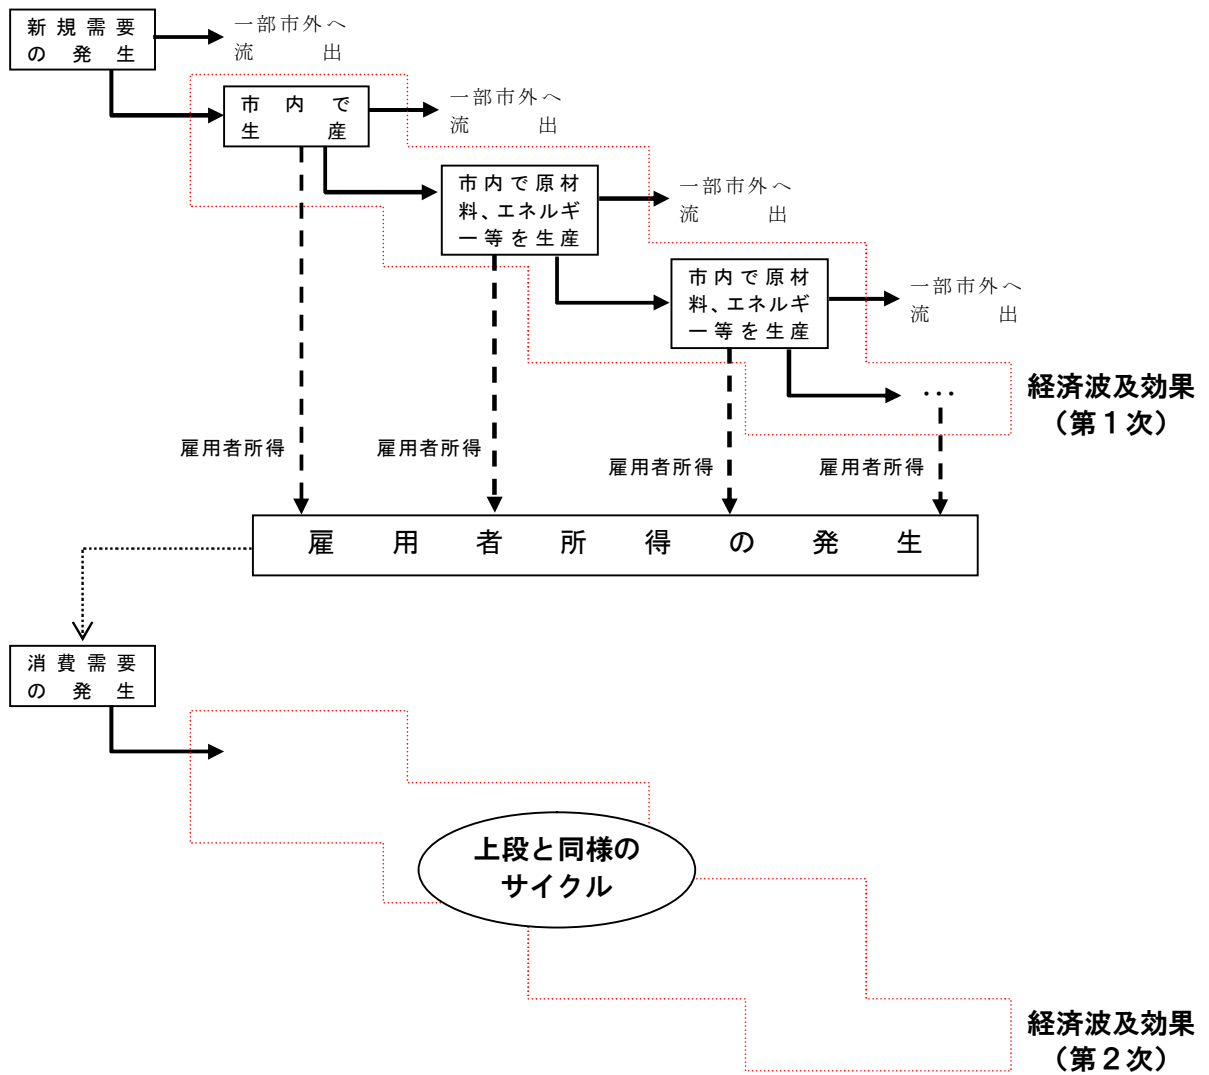 新規需要
の発生
一部市外へ
流出
市内で
生産
一部市外へ
流出
市内で原材
料、エネルギ
ー等を生産
一部市外へ
流出
市内で原材
料、エネルギ
ー等を生産
一部市外へ
流出
…
経済波及効果
（第１次）
雇用者所得
雇用者所得
雇用者所得
雇用者所得
雇用者所得の発生
消費需要
の発生
上段と同様の
サイクル
経済波及効果
（第２次）